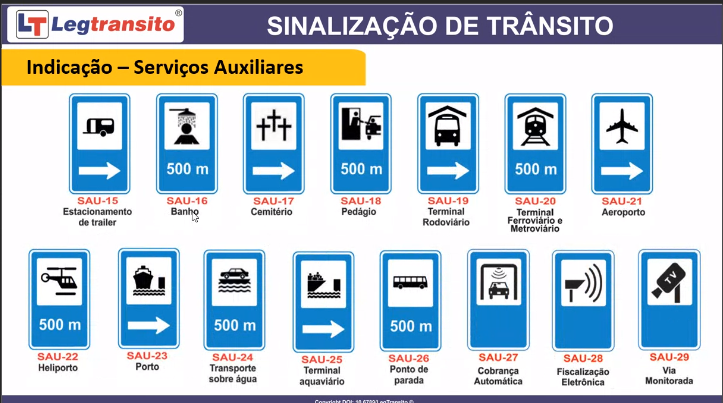 LT Legtransito®
SINALIZAÇÃO DE TRÂNSITO
Indicação – Serviços Auxiliares
500 m
500 m
500 m
SAU-15
Estacionamento
de trailer
SAU-16
Banho
SAU-17
Cemitério
SAU-18
Pedágio
SAU-19
Terminal
Rodoviário
SAU-20
Terminal
Ferroviário e
Metroviário
SAU-21
Aeroporto
TV
500 m
500 m
500 m
SAU-22
Heliporto
SAU-23
Porto
SAU-24
Transporte
sobre água
SAU-25
Terminal
aquaviário
SAU-26
Ponto de
parada
SAU-27
Cobrança
Automática
SAU-28
Fiscalização
Eletrônica
SAU-29
Via
Monitorada